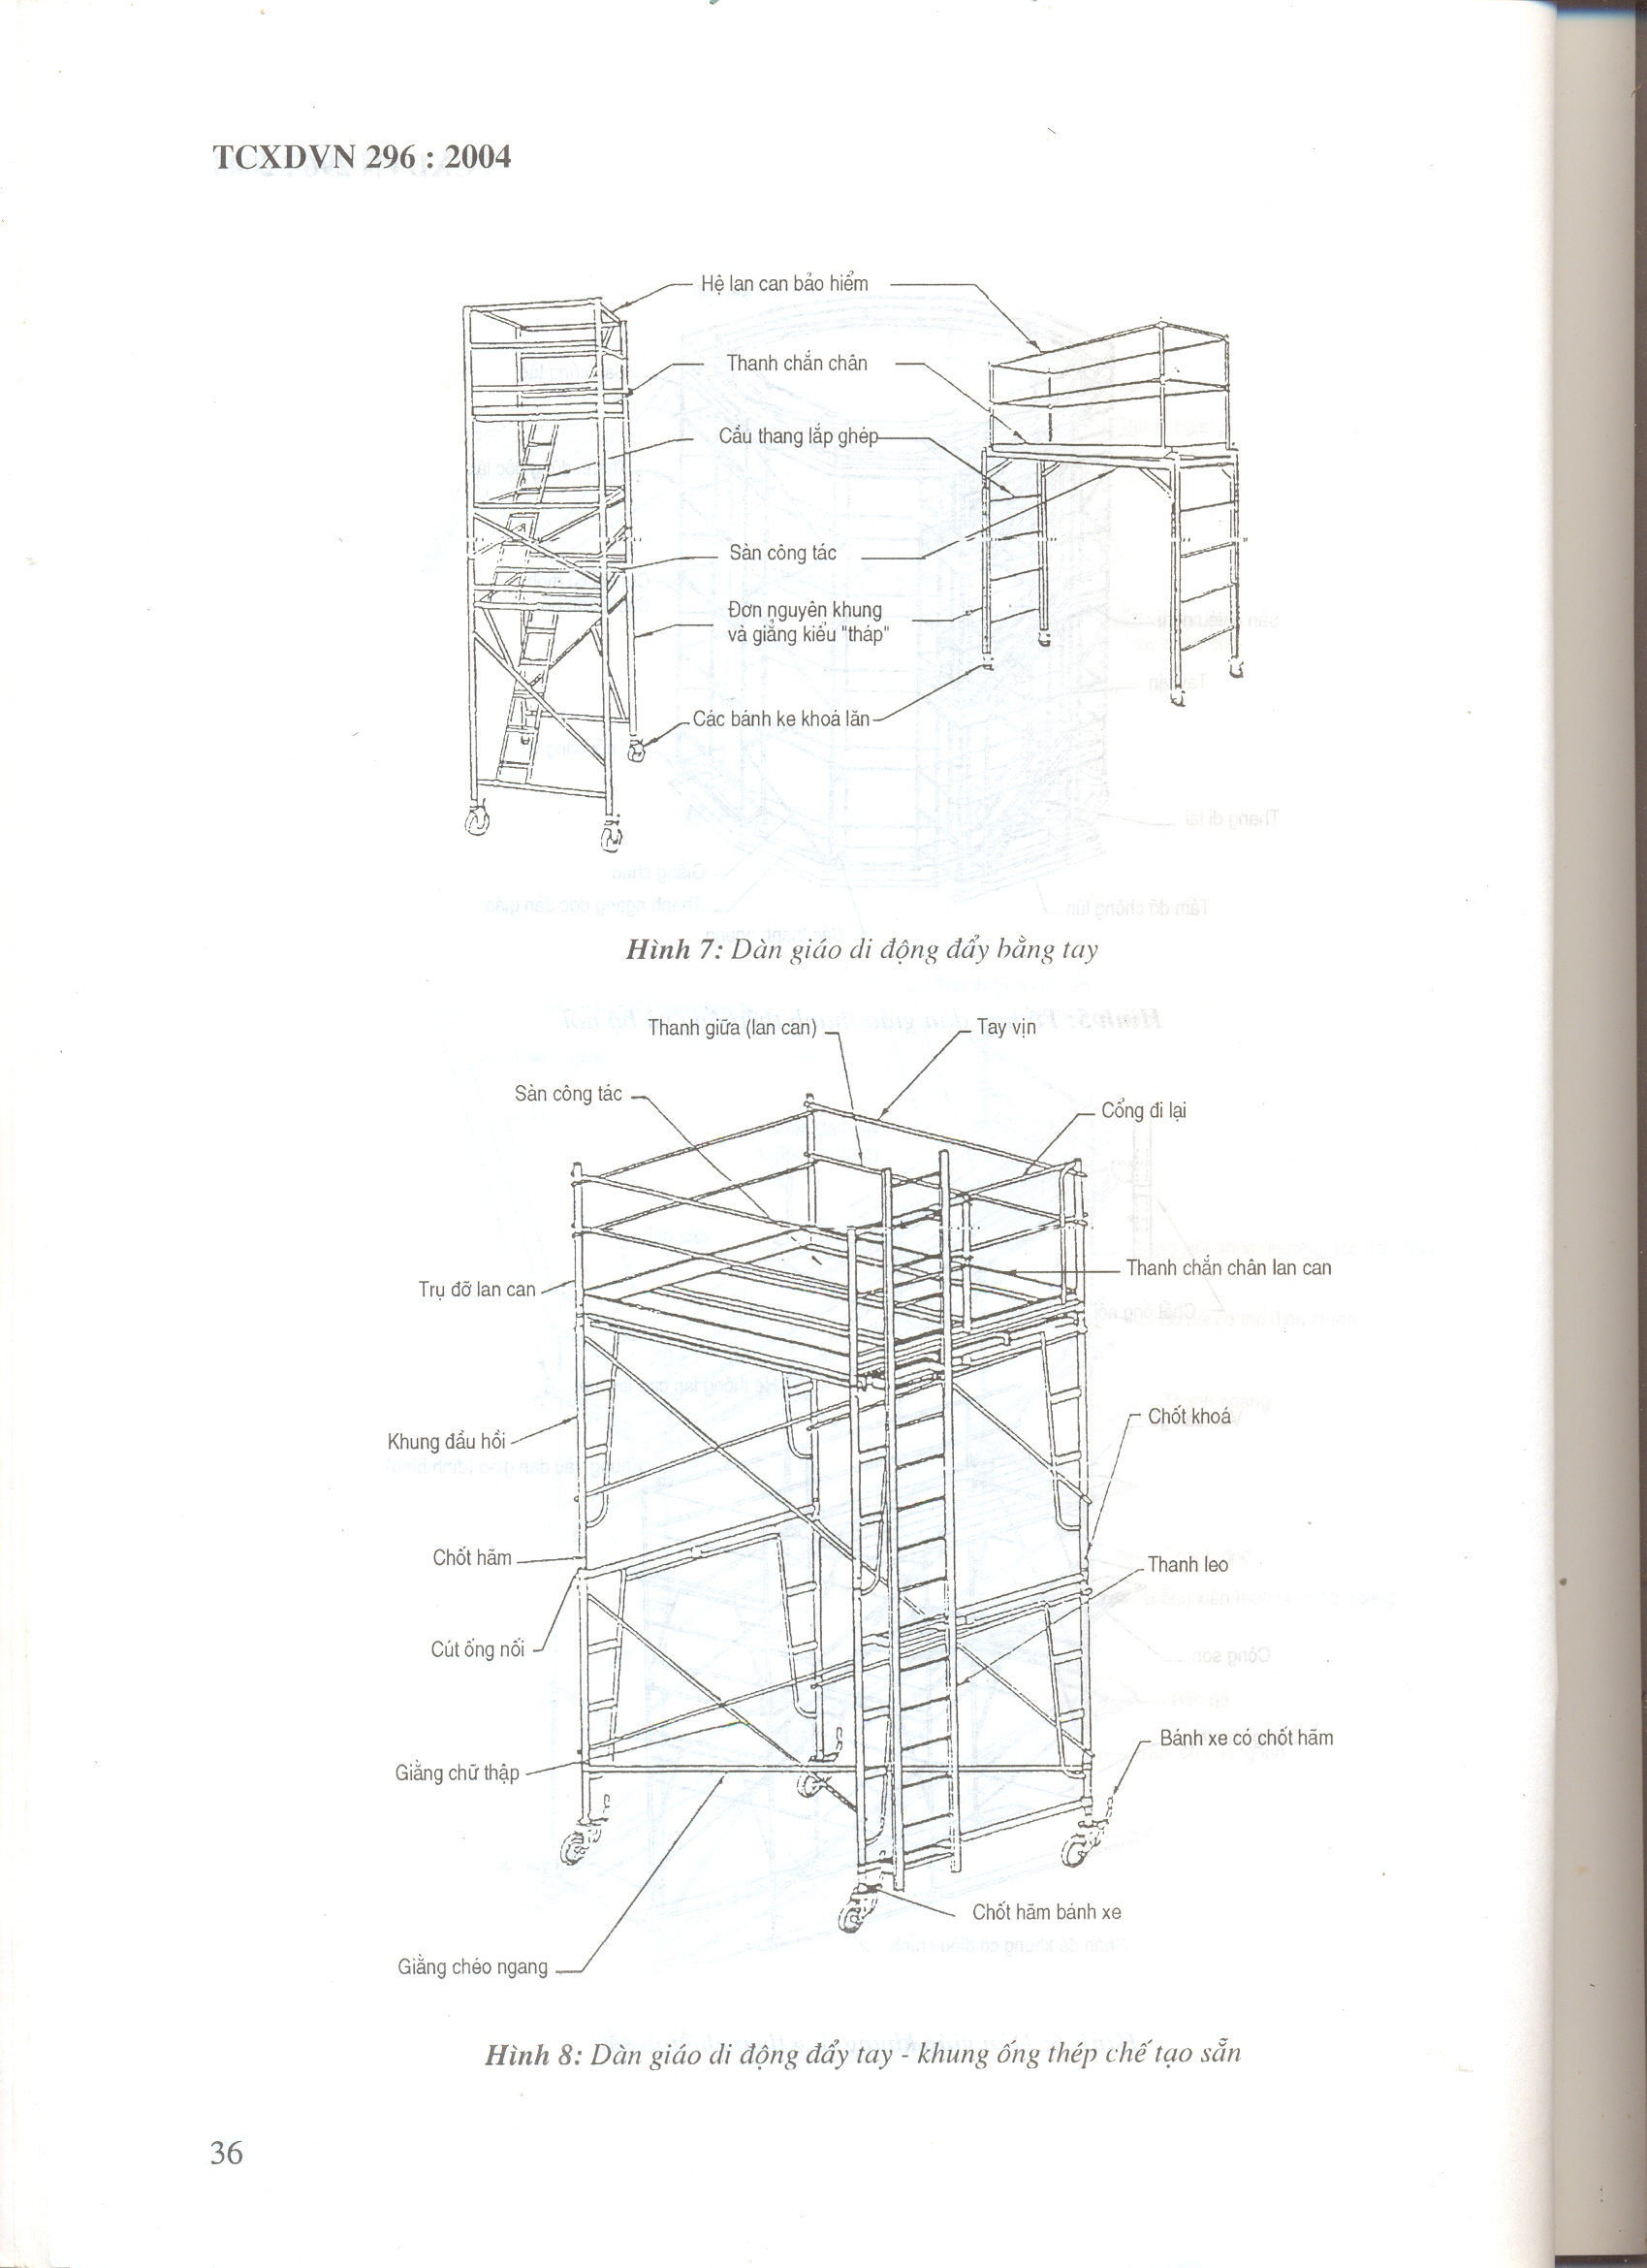 TCXDVN 296 : 2004
Hệ lan can bảo hiểm
Thanh chắn chân
Cầu thang lắp ghép
Sàn công tác
Đơn nguyên khung
và giằng kiểu "tháp"
Các bánh ke khoá lăn
Hình 7: Dàn giáo di động đẩy bằng tay
Thanh giữa (lan can)
Tay vịn
Sàn công tác
Cổng đi lại
Thanh chắn chân lan can
Trụ đỡ lan can
Chốt khoá
Khung đầu hồi
Chốt hãm
Thanh leo
Cút ống nối
Bánh xe có chốt hãm
Giằng chữ thập
Chốt hãm bánh xe
Giằng chéo ngang
Hình 8: Dàn giáo di động đẩy tay - khung ống thép chế tạo sẵn
36